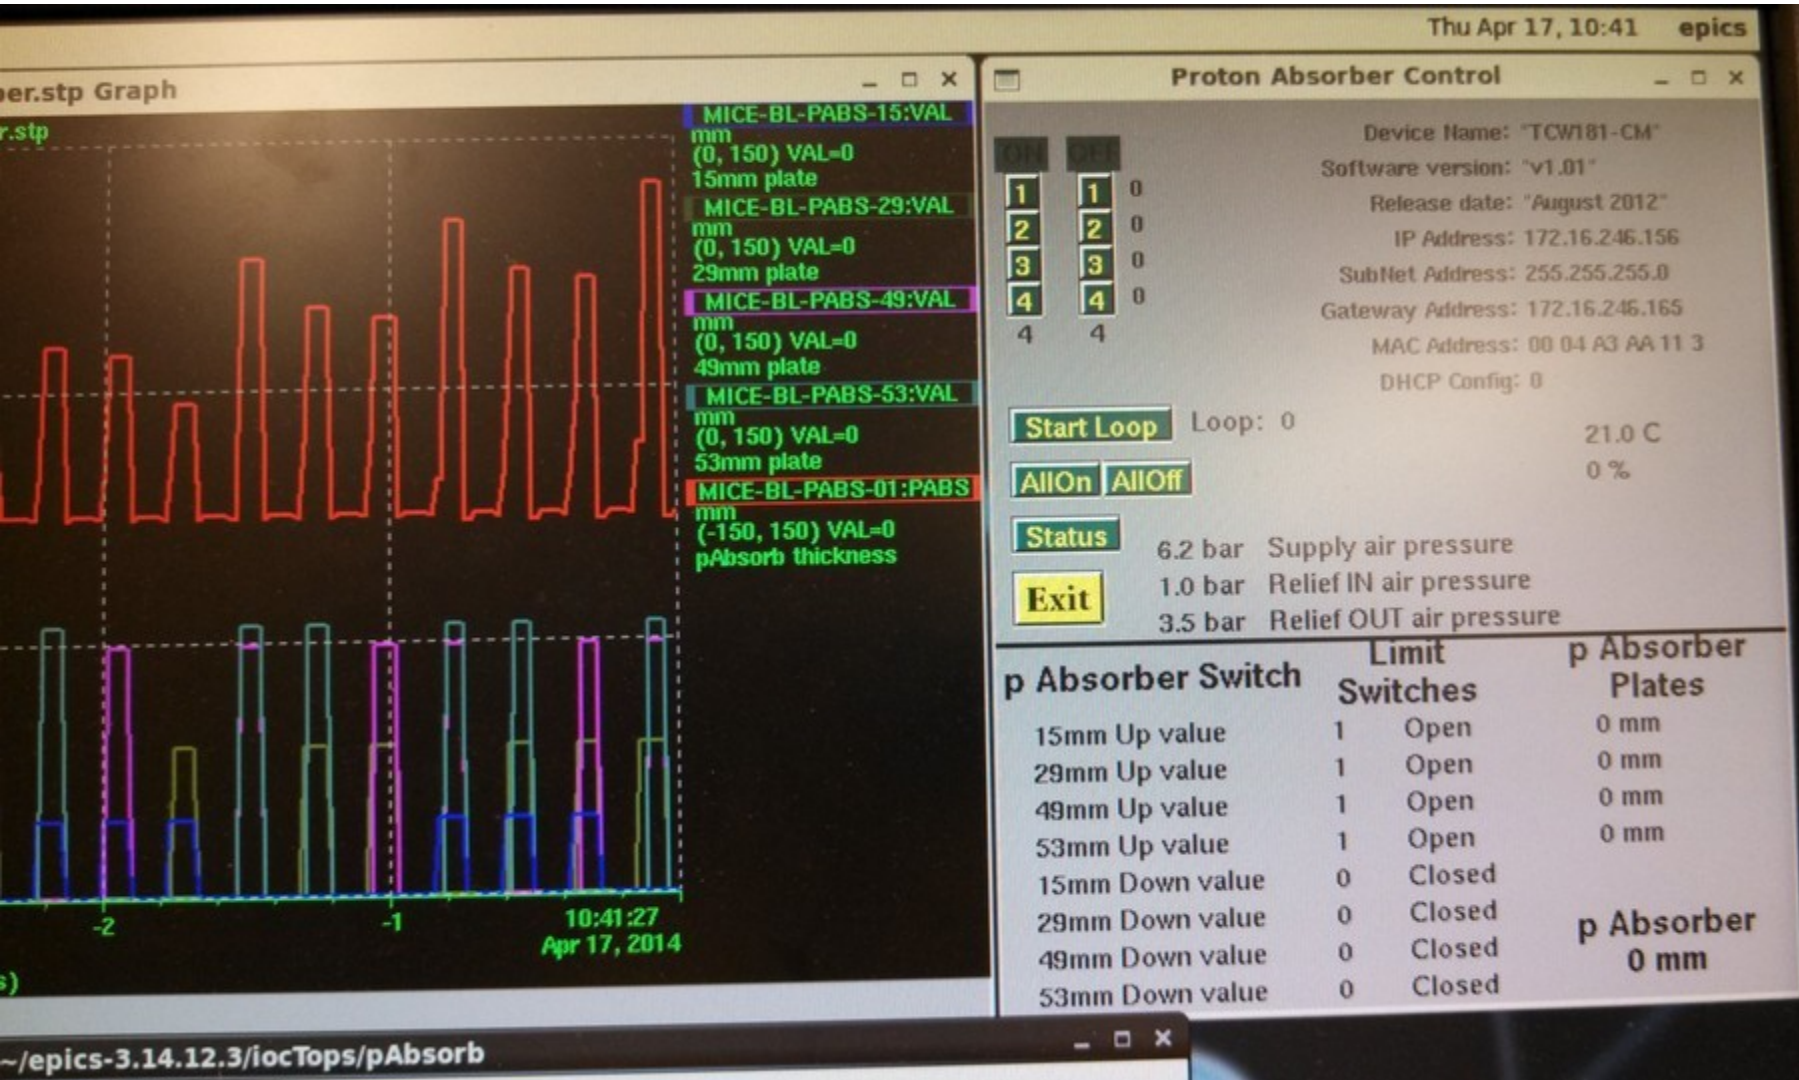 Thu Apr 17, 10:41 epics
er.stp Graph
r.stp
MICE-BL-PABS-15:VAL
mm
(0, 150) VAL=0
15mm plate
MICE-BL-PABS-29:VAL
mm
(0, 150) VAL=0
29mm plate
MICE-BL-PABS-49:VAL
mm
(0, 150) VAL=0
49mm plate
MICE-BL-PABS-53:VAL
mm
(0, 150) VAL=0
53mm plate
MICE-BL-PABS-01:PABS
mm
(-150, 150) VAL=0
pAbsorb thickness
-2 -1 10:41:27
Apr 17, 2014
s)
Proton Absorber Control
ON OFF
1 1 0
2 2 0
3 3 0
4 4 0
4 4
Device Name: "TCW181-CM"
Software version: "v1.01"
Release date: "August 2012"
IP Address: 172.16.246.156
SubNet Address: 255.255.255.0
Gateway Address: 172.16.246.165
MAC Address: 00 04 A3 AA 11 3
DHCP Config: 0
Start Loop Loop: 0
21.0 C
AllOn AllOff
0 %
Status
Exit
6.2 bar Supply air pressure
1.0 bar Relief IN air pressure
3.5 bar Relief OUT air pressure
p Absorber Switch
Limit
Switches
p Absorber
Plates
15mm Up value 1 Open 0 mm
29mm Up value 1 Open 0 mm
49mm Up value 1 Open 0 mm
53mm Up value 1 Open 0 mm
15mm Down value 0 Closed
29mm Down value 0 Closed
49mm Down value 0 Closed
53mm Down value 0 Closed
p Absorber
0 mm
~/epics-3.14.12.3/iocTops/pAbsorb